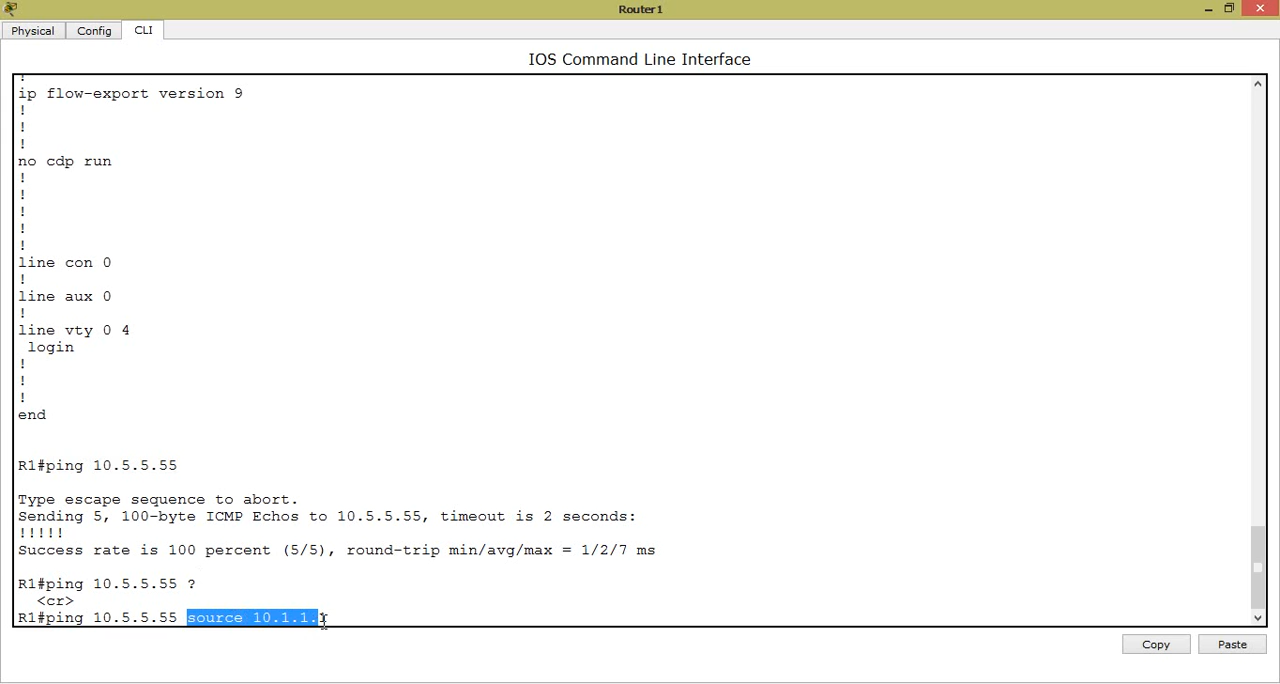 Router1
Physical Config CLI
IOS Command Line Interface
!
ip flow-export version 9
!
!
!
no cdp run
!
!
!
!
!
line con 0
!
line aux 0
!
line vty 0 4
login
!
!
!
end
R1#ping 10.5.5.55
Type escape sequence to abort.
Sending 5, 100-byte ICMP Echos to 10.5.5.55, timeout is 2 seconds:
!!!!!
Success rate is 100 percent (5/5), round-trip min/avg/max = 1/2/7 ms
R1#ping 10.5.5.55 ?
<cr>
R1#ping 10.5.5.55 source 10.1.1.1
Copy Paste